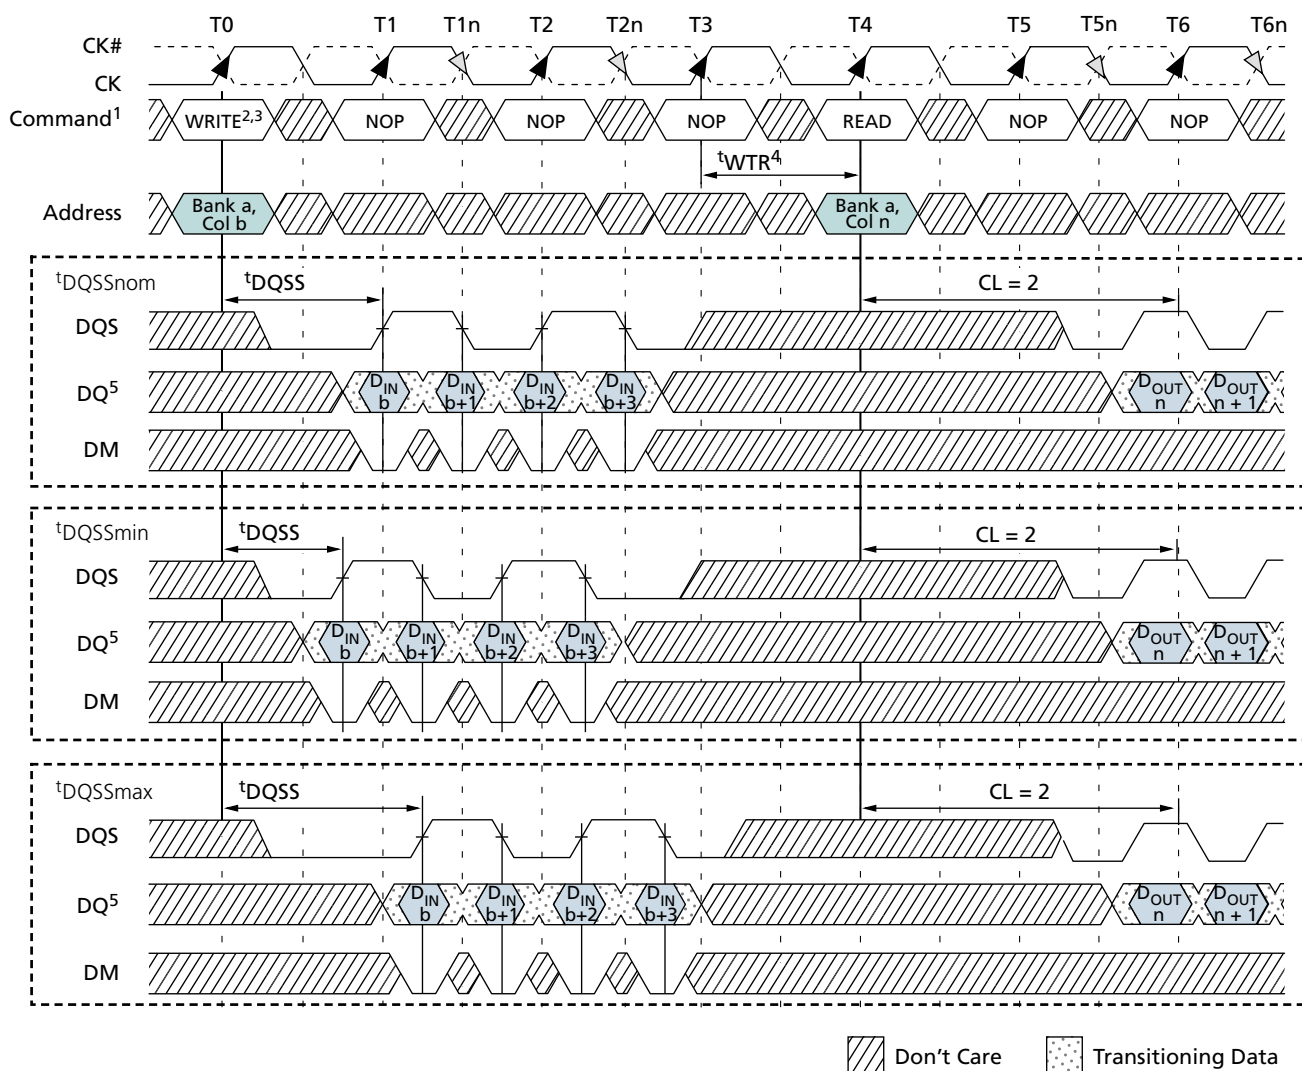 T0 T1 T1n T2 T2n T3 T4 T5 T5n T6 T6n
CK#
CK
Command1 WRITE2,3 NOP NOP NOP READ NOP NOP
tWTR4
Address Bank a, Col b Bank a, Col n
tDQSSnom tDQSS CL = 2
DQS
DQ5 DIN b DIN b+1 DIN b+2 DIN b+3 DOUT n DOUT n + 1
DM
tDQSSmin tDQSS CL = 2
DQS
DQ5 DIN b DIN b+1 DIN b+2 DIN b+3 DOUT n DOUT n + 1
DM
tDQSSmax tDQSS CL = 2
DQS
DQ5 DIN b DIN b+1 DIN b+2 DIN b+3 DOUT n DOUT n + 1
DM
Don't Care Transitioning Data